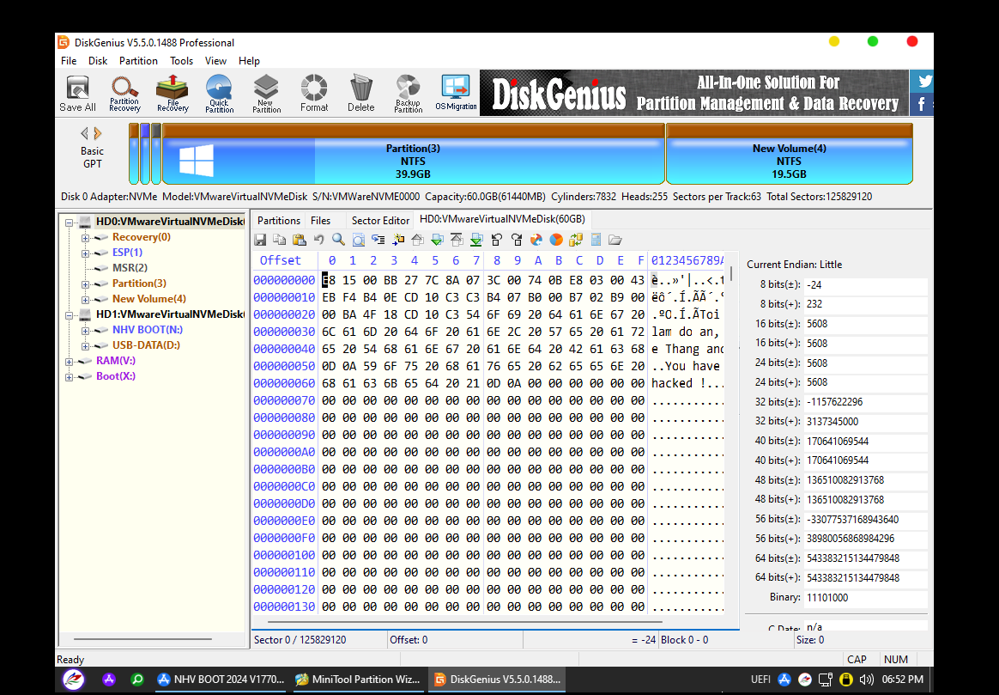 DiskGenius V5.5.0.1488 Professional
File Disk Partition Tools View Help
Save All
Partition Recovery
File Recovery
Quick Partition
New Partition
Format
Delete
Backup Partition
OS Migration
DiskGenius
All-In-One Solution For
Partition Management & Data Recovery
Basic
GPT
Partition(3)
NTFS
39.9GB
New Volume(4)
NTFS
19.5GB
Disk 0 Adapter:NVMe Model:VMwareVirtualNVMeDisk S/N:VMWareNVME0000 Capacity:60.0GB(61440MB) Cylinders:7832 Heads:255 Sectors per Track:63 Total Sectors:125829120
HD0:VMwareVirtualNVMeDisk(
Recovery(0)
ESP(1)
MSR(2)
Partition(3)
New Volume(4)
HD1:VMwareVirtualNVMeDisk(
NHV BOOT(N:)
USB-DATA(D:)
RAM(V:)
Boot(X:)
Partitions Files Sector Editor HD0:VMwareVirtualNVMeDisk(60GB)
Offset 0 1 2 3 4 5 6 7 8 9 A B C D E F 0123456789A
000000000 E8 15 00 BB 27 7C 8A 07 3C 00 74 0B E8 03 00 43 è..»'|..<.t
000000010 EB F4 B4 0E CD 10 C3 C3 B4 07 B0 00 B7 02 B9 00 ëô´.Í.ÃÃ´.°
000000020 00 BA 4F 18 CD 10 C3 54 6F 69 20 64 61 6E 67 20 .ºO.Í.ÃToi
000000030 6C 61 6D 20 64 6F 20 61 6E 2C 20 57 65 20 61 72 lam do an,
000000040 65 20 54 68 61 6E 67 20 61 6E 64 20 42 61 63 68 e Thang and
000000050 0D 0A 59 6F 75 20 68 61 76 65 20 62 65 65 6E 20 ..You have
000000060 68 61 63 6B 65 64 20 21 0D 0A 00 00 00 00 00 00 hacked !...
000000070 00 00 00 00 00 00 00 00 00 00 00 00 00 00 00 00 ...........
000000080 00 00 00 00 00 00 00 00 00 00 00 00 00 00 00 00 ...........
000000090 00 00 00 00 00 00 00 00 00 00 00 00 00 00 00 00 ...........
0000000A0 00 00 00 00 00 00 00 00 00 00 00 00 00 00 00 00 ...........
0000000B0 00 00 00 00 00 00 00 00 00 00 00 00 00 00 00 00 ...........
0000000C0 00 00 00 00 00 00 00 00 00 00 00 00 00 00 00 00 ...........
0000000D0 00 00 00 00 00 00 00 00 00 00 00 00 00 00 00 00 ...........
0000000E0 00 00 00 00 00 00 00 00 00 00 00 00 00 00 00 00 ...........
0000000F0 00 00 00 00 00 00 00 00 00 00 00 00 00 00 00 00 ...........
000000100 00 00 00 00 00 00 00 00 00 00 00 00 00 00 00 00 ...........
000000110 00 00 00 00 00 00 00 00 00 00 00 00 00 00 00 00 ...........
000000120 00 00 00 00 00 00 00 00 00 00 00 00 00 00 00 00 ...........
000000130 00 00 00 00 00 00 00 00 00 00 00 00 00 00 00 00 ...........
Current Endian: Little
8 bits(±): -24
8 bits(+): 232
16 bits(±): 5608
16 bits(+): 5608
24 bits(±): 5608
24 bits(+): 5608
32 bits(±): -1157622296
32 bits(+): 3137345000
40 bits(±): 170641069544
40 bits(+): 170641069544
48 bits(±): 136510082913768
48 bits(+): 136510082913768
56 bits(±): -33077537168943640
56 bits(+): 38980056868984296
64 bits(±): 543383215134479848
64 bits(+): 543383215134479848
Binary: 11101000
C Date: n/a
Sector 0 / 125829120 Offset: 0 = -24 Block 0 - 0 Size: 0
Ready CAP NUM
NHV BOOT 2024 V1770... MiniTool Partition Wiz... DiskGenius V5.5.0.1488... UEFI 06:52 PM